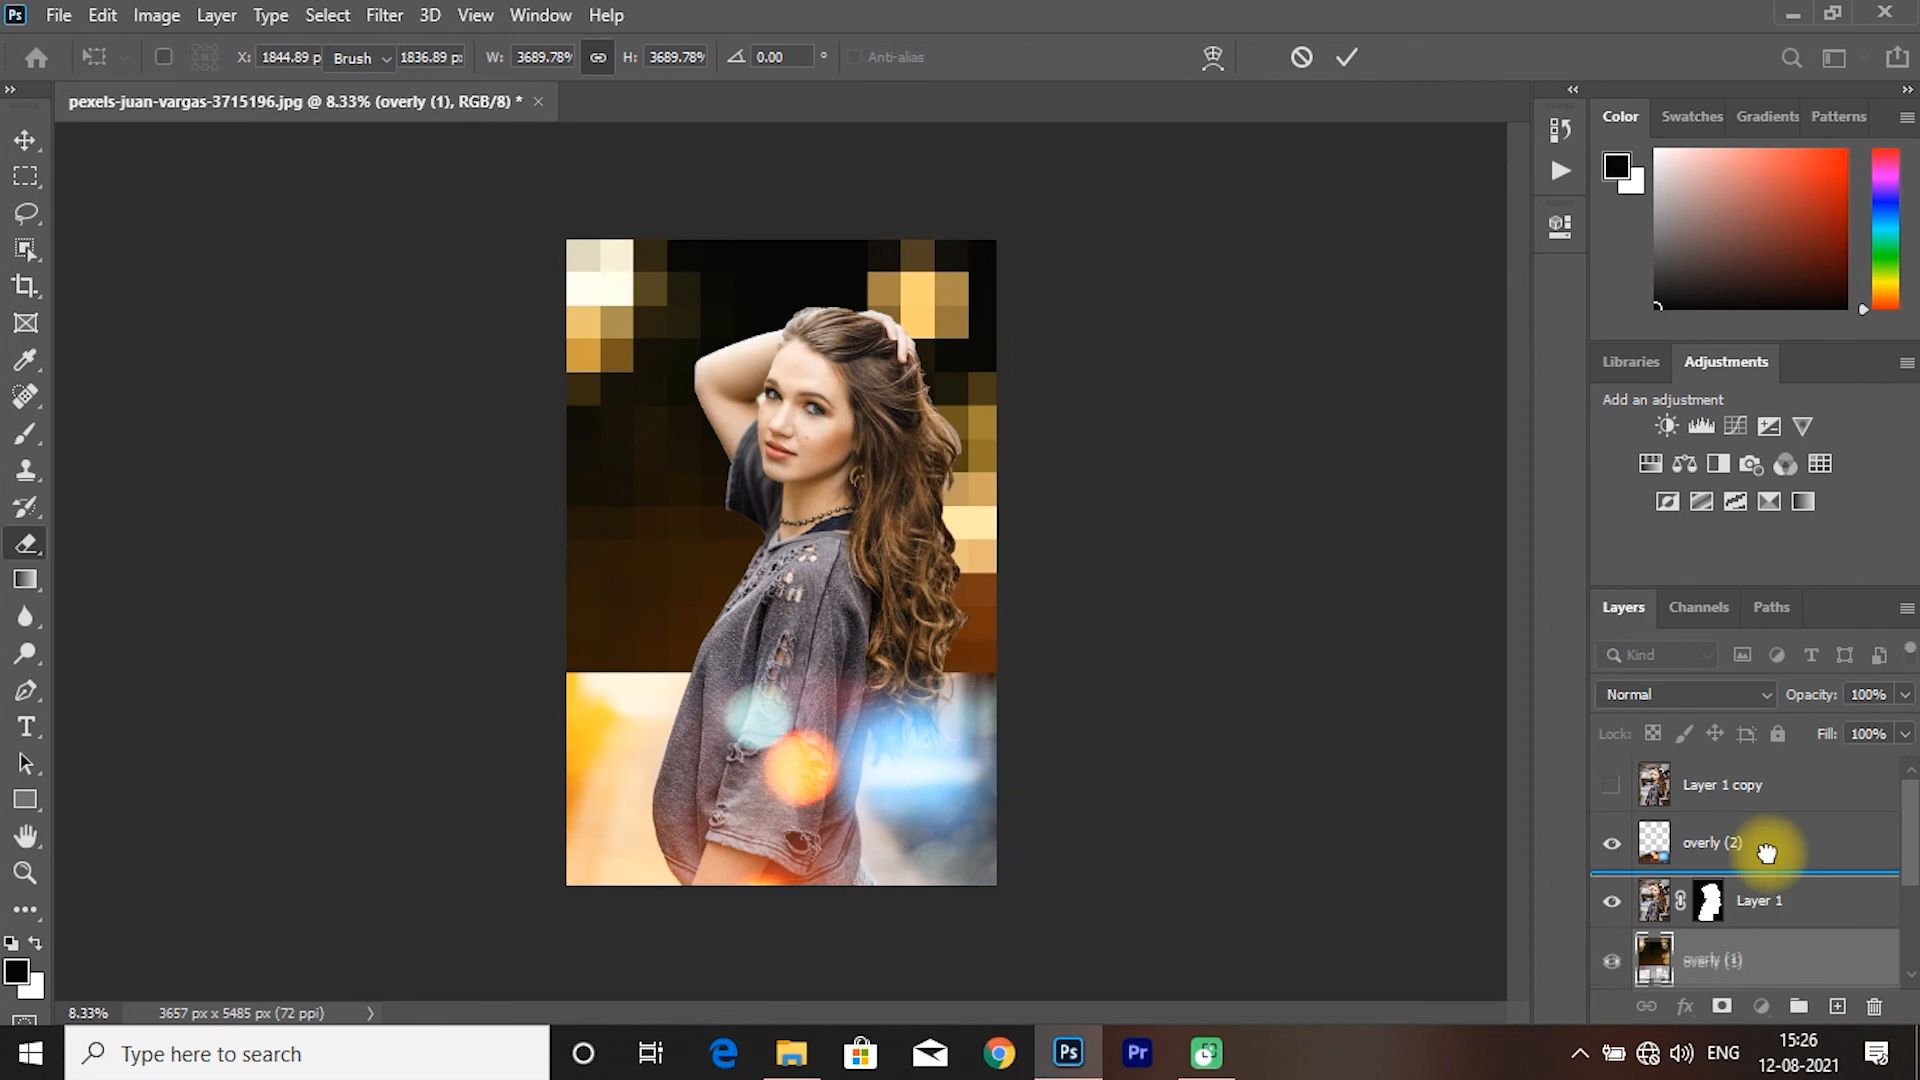 Ps File Edit Image Layer Type Select Filter 3D View Window Help
X: 1844.89 p Brush 1836.89 p W: 3689.78% H: 3689.78% 0.00 ° Anti-alias
pexels-juan-vargas-3715196.jpg @ 8.33% (overly (1), RGB/8) * ×
Color Swatches Gradients Patterns
Libraries Adjustments
Add an adjustment
Layers Channels Paths
Kind
Normal Opacity: 100%
Lock: Fill: 100%
Layer 1 copy
overly (2)
Layer 1
overly (1)
8.33% 3657 px x 5485 px (72 ppi)
Type here to search
Ps Pr ENG
15:26
12-08-2021